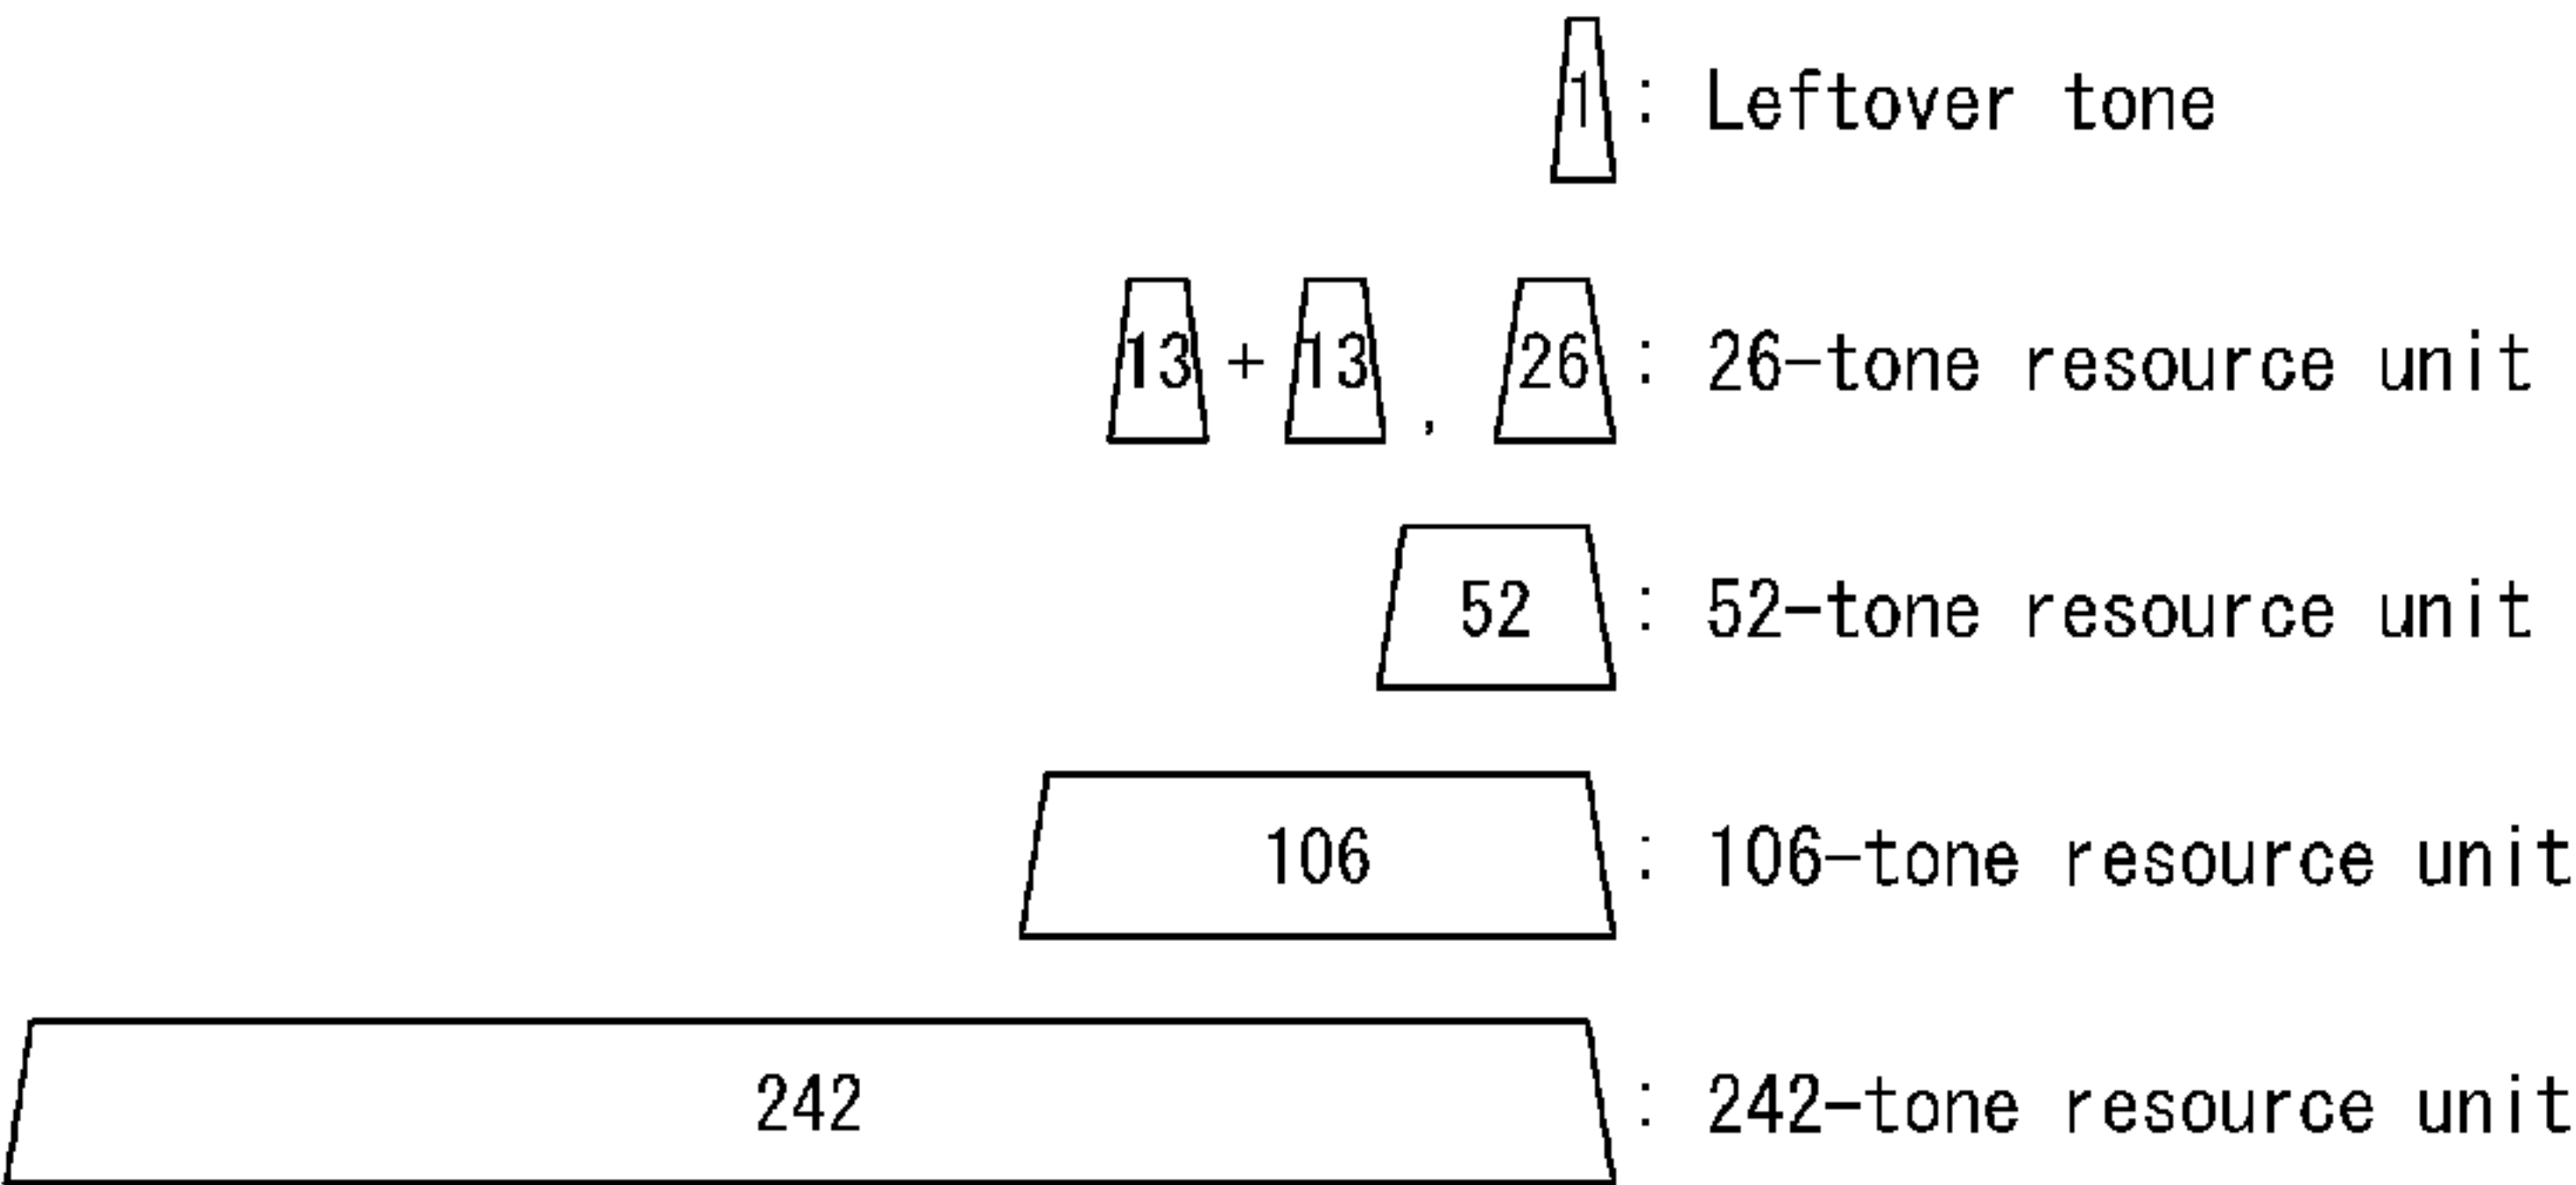 1 : Leftover tone
13 + 13 , 26 : 26-tone resource unit
52 : 52-tone resource unit
106 : 106-tone resource unit
242 : 242-tone resource unit